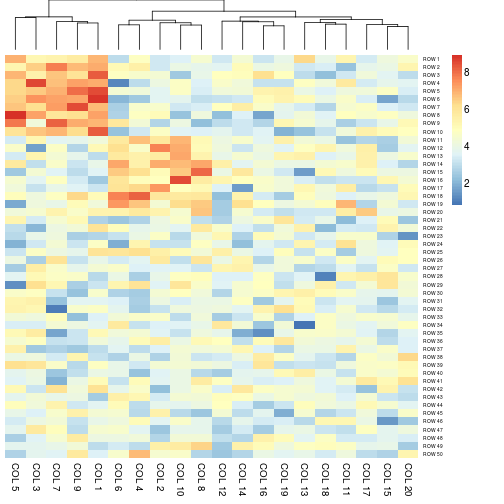 ROW 1
ROW 2
ROW 3
ROW 4
ROW 5
ROW 6
ROW 7
ROW 8
ROW 9
ROW 10
ROW 11
ROW 12
ROW 13
ROW 14
ROW 15
ROW 16
ROW 17
ROW 18
ROW 19
ROW 20
ROW 21
ROW 22
ROW 23
ROW 24
ROW 25
ROW 26
ROW 27
ROW 28
ROW 29
ROW 30
ROW 31
ROW 32
ROW 33
ROW 34
ROW 35
ROW 36
ROW 37
ROW 38
ROW 39
ROW 40
ROW 41
ROW 42
ROW 43
ROW 44
ROW 45
ROW 46
ROW 47
ROW 48
ROW 49
ROW 50
8
6
4
2
COL 5
COL 3
COL 7
COL 9
COL 1
COL 6
COL 4
COL 2
COL 10
COL 8
COL 12
COL 14
COL 16
COL 19
COL 13
COL 18
COL 11
COL 17
COL 15
COL 20